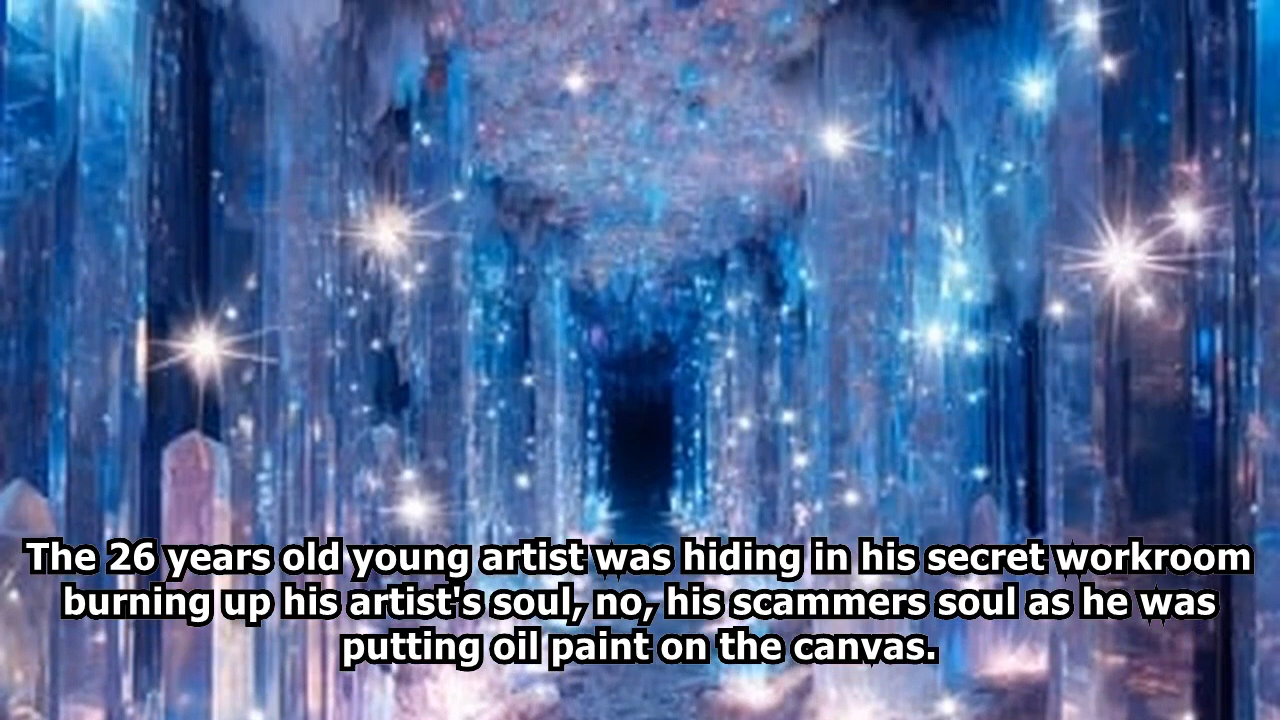 The 26 years old young artist was hiding in his secret workroom
burning up his artist's soul, no, his scammers soul as he was
putting oil paint on the canvas.